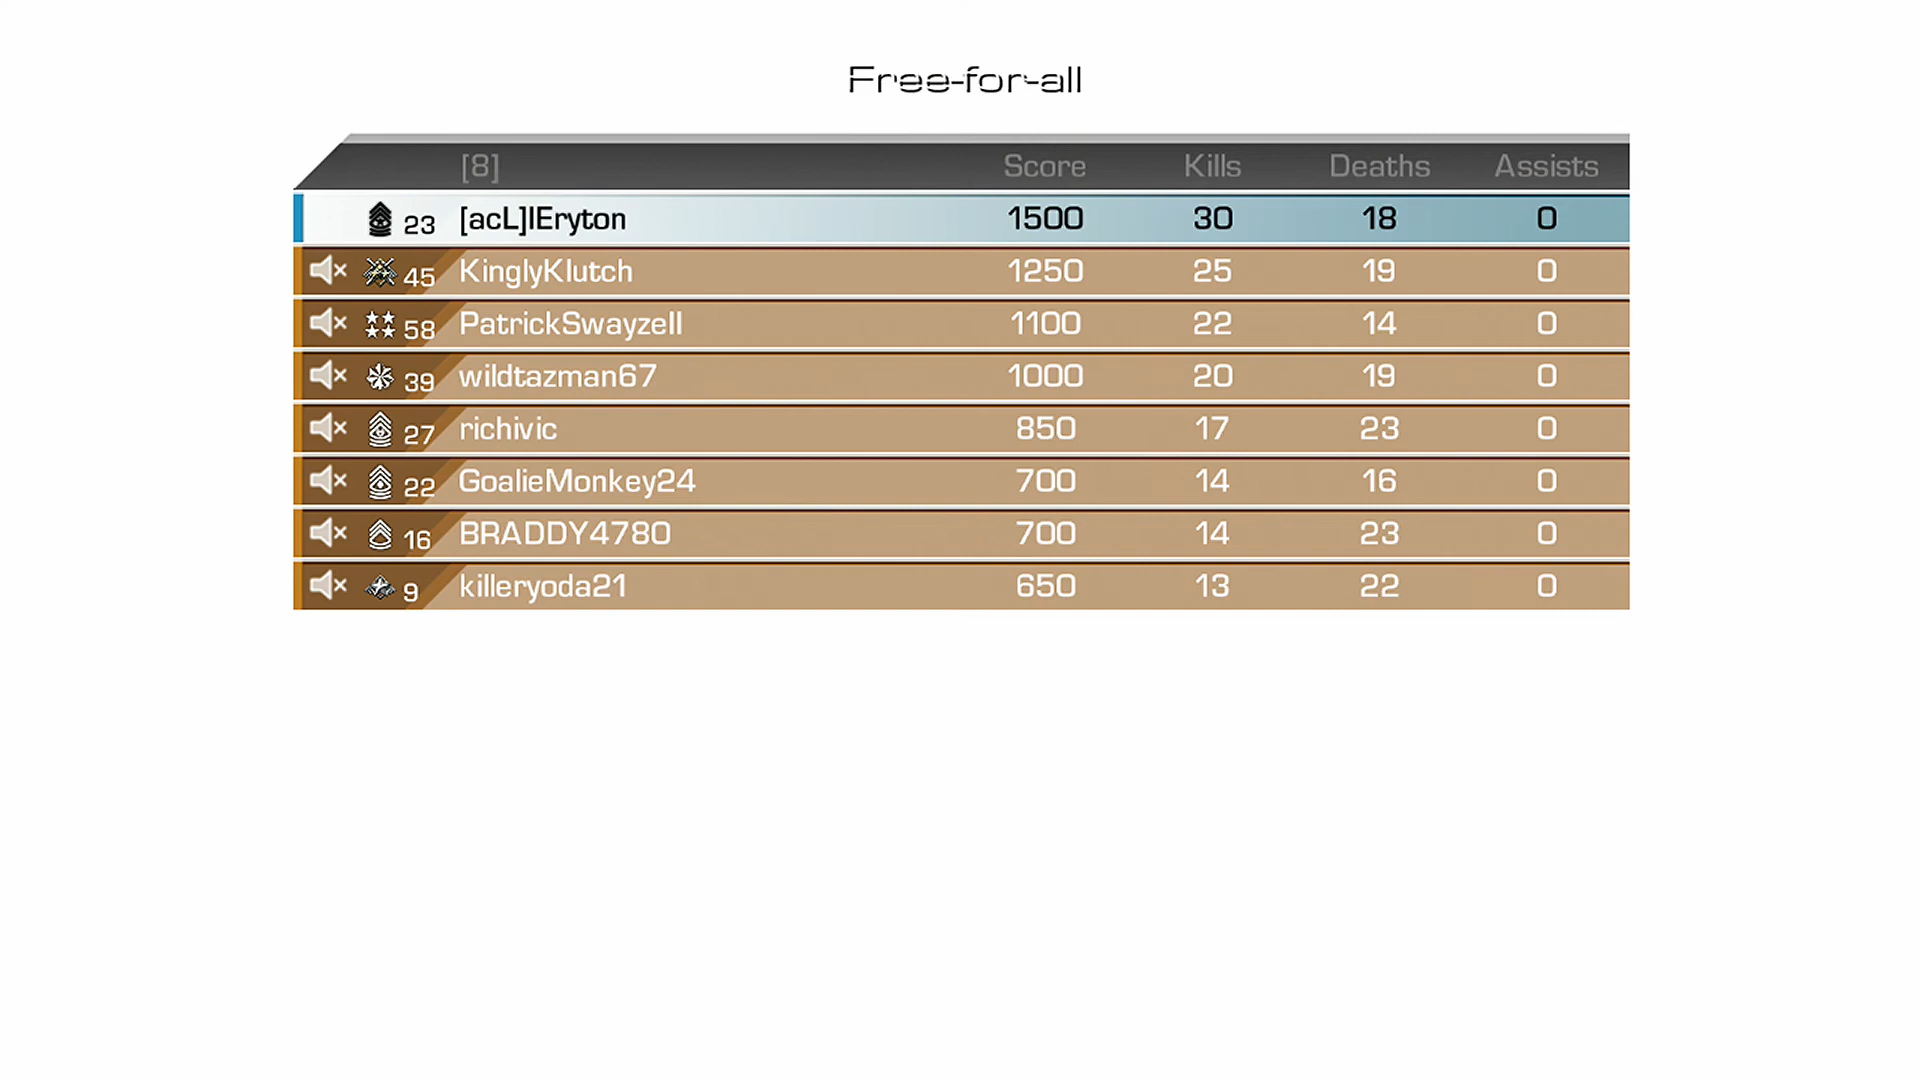 Free-for-all
[8] Score Kills Deaths Assists
23 [acL]lEryton 1500 30 18 0
45 KinglyKlutch 1250 25 19 0
58 PatrickSwayzell 1100 22 14 0
39 wildtazman67 1000 20 19 0
27 richivic 850 17 23 0
22 GoalieMonkey24 700 14 16 0
16 BRADDY4780 700 14 23 0
9 killeryoda21 650 13 22 0